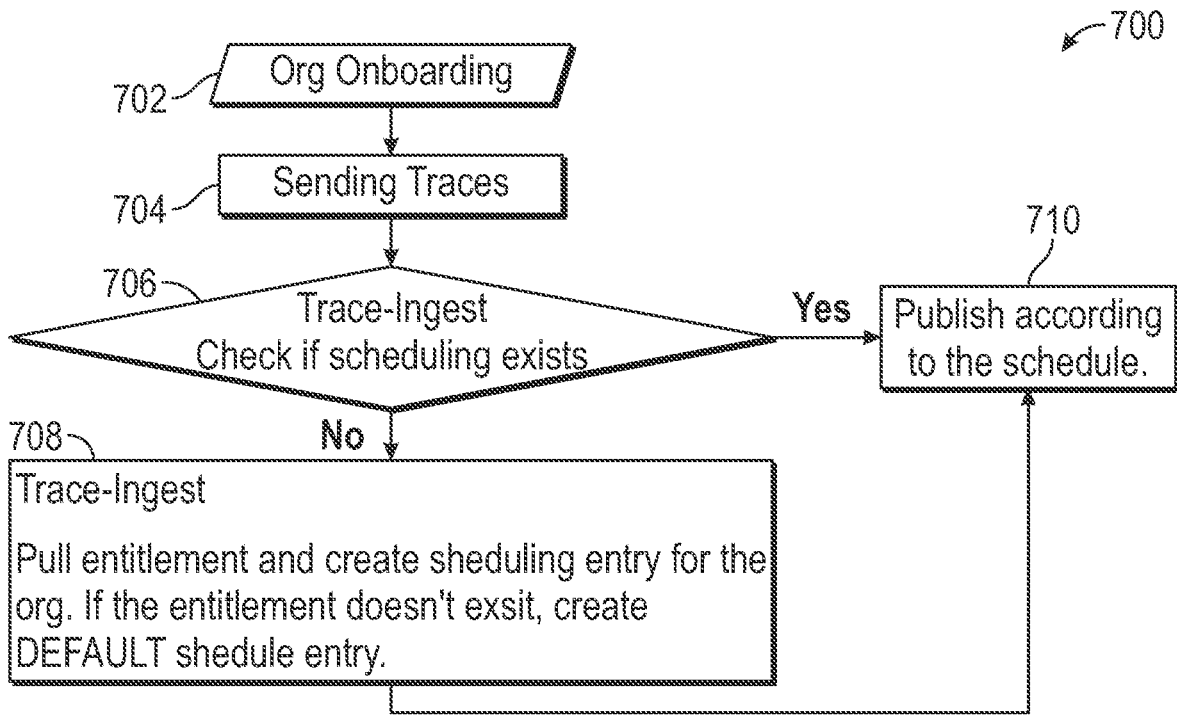 700
Org Onboarding
702
Sending Traces
704
710
706
Trace-Ingest
Check if scheduling exists
Yes
Publish according
to the schedule.
No
708
Trace-Ingest
Pull entitlement and create sheduling entry for the
org. If the entitlement doesn't exsit, create
DEFAULT shedule entry.